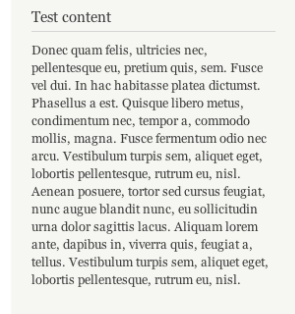 Test content
Donec quam felis, ultricies nec,
pellentesque eu, pretium quis, sem. Fusce
vel dui. In hac habitasse platea dictumst.
Phasellus a est. Quisque libero metus,
condimentum nec, tempor a, commodo
mollis, magna. Fusce fermentum odio nec
arcu. Vestibulum turpis sem, aliquet eget,
lobortis pellentesque, rutrum eu, nisl.
Aenean posuere, tortor sed cursus feugiat,
nunc augue blandit nunc, eu sollicitudin
urna dolor sagittis lacus. Aliquam lorem
ante, dapibus in, viverra quis, feugiat a,
tellus. Vestibulum turpis sem, aliquet eget,
lobortis pellentesque, rutrum eu, nisl.